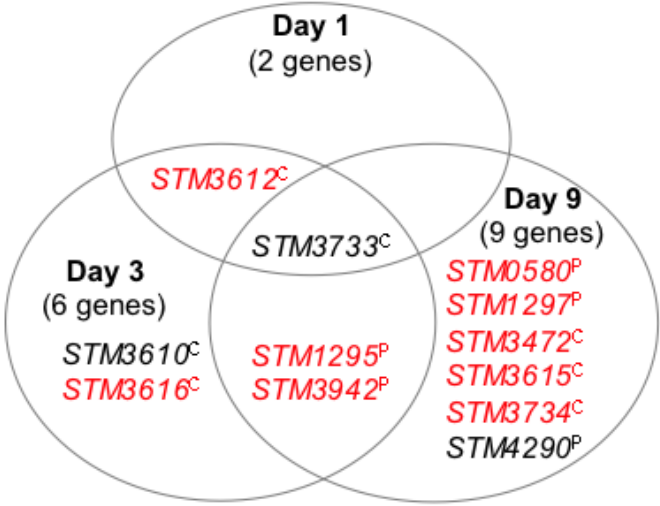 Day 1
(2 genes)
STM3612ᶜ
STM3733ᶜ
Day 9
(9 genes)
STM0580ᴾ
STM1297ᴾ
STM3472ᶜ
STM3615ᶜ
STM3734ᶜ
STM4290ᴾ
Day 3
(6 genes)
STM3610ᶜ
STM3616ᶜ
STM1295ᴾ
STM3942ᴾ